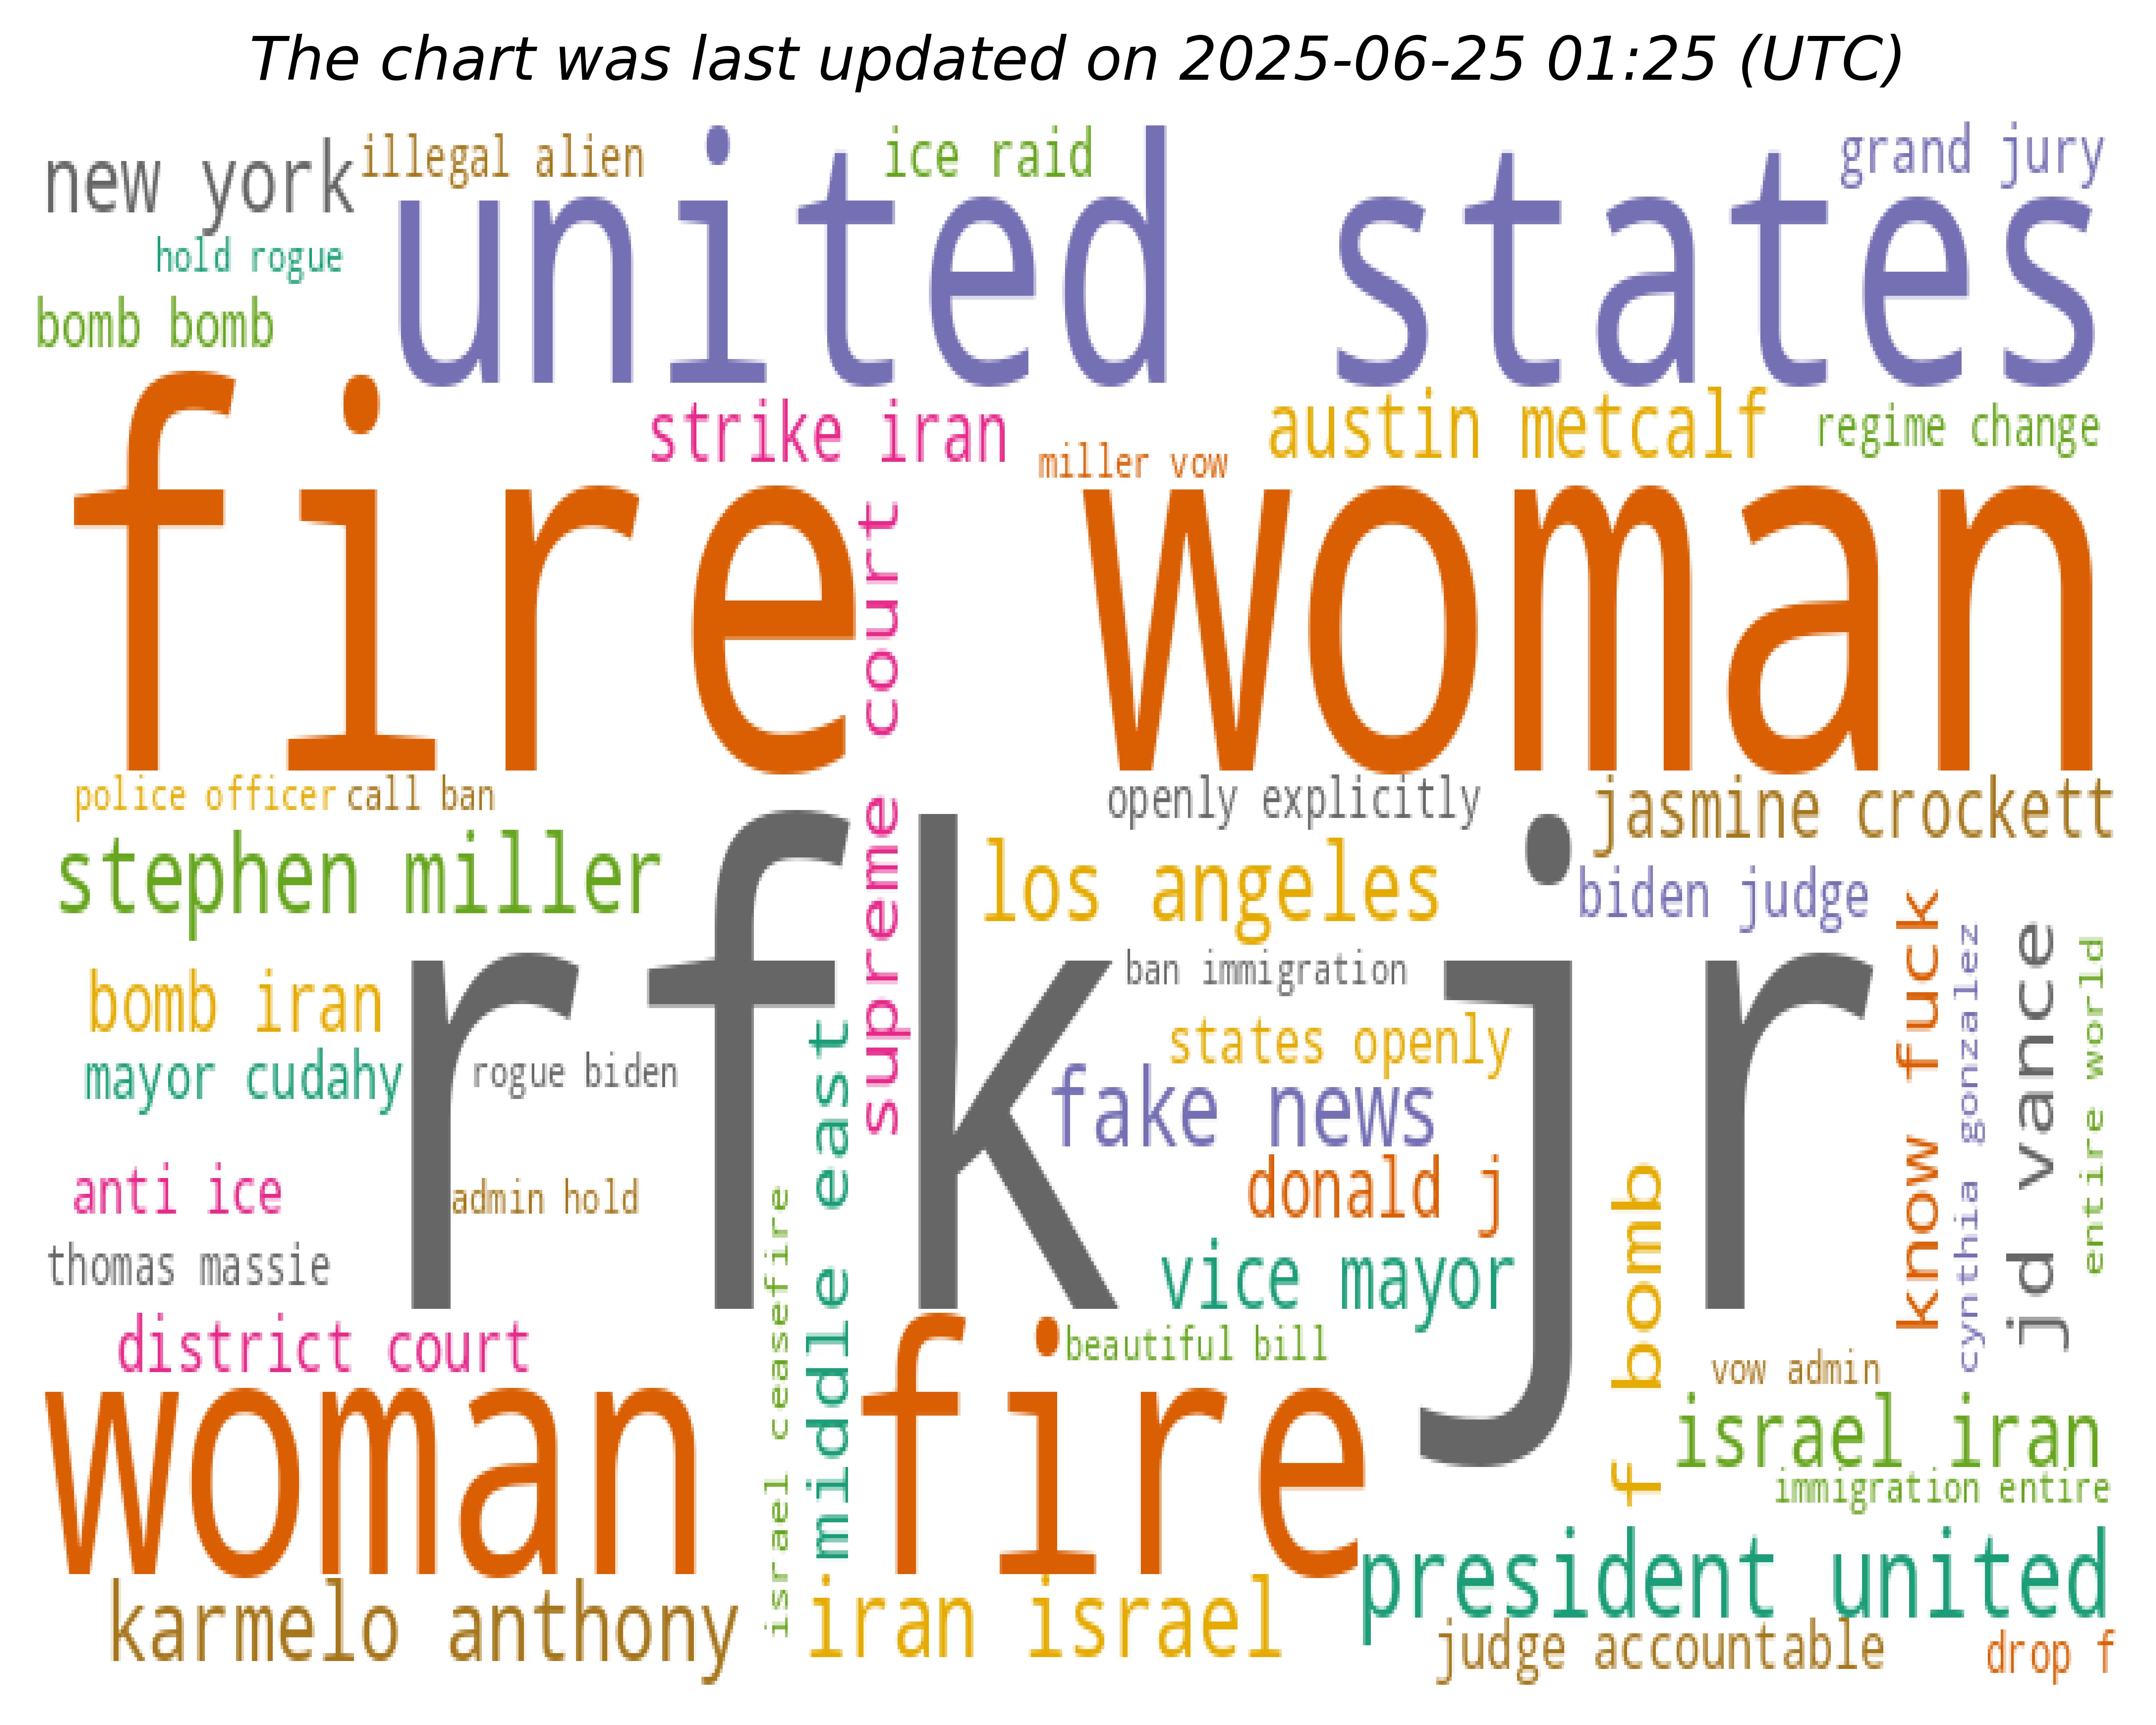 The chart was last updated on 2025-06-25 01:25 (UTC)
new york
illegal alien
united states
ice raid
grand jury
hold rogue
bomb bomb
fire woman
strike iran
miller vow
austin metcalf
regime change
supreme court
police officer
call ban
openly explicitly
jasmine crockett
stephen miller
rfk jr
los angeles
biden judge
know fuck
cynthia gonzalez
jd vance
entire world
bomb iran
ban immigration
states openly
mayor cudahy
rogue biden
middle east
fake news
anti ice
admin hold
donald j
f bomb
thomas massie
israel ceasefire
vice mayor
district court
beautiful bill
vow admin
woman fire
israel iran
immigration entire
president united
karmelo anthony
iran israel
judge accountable
drop f